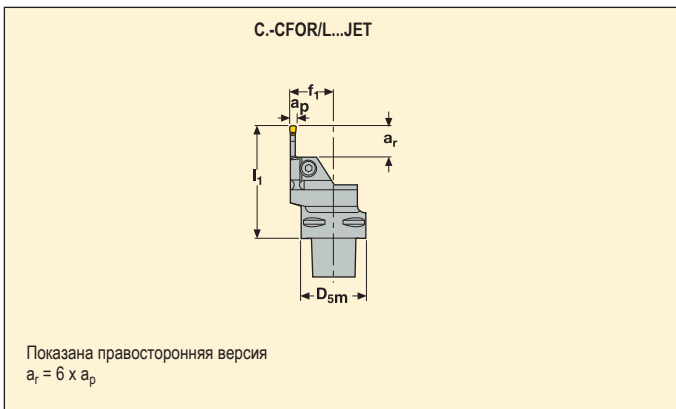 C.-CFOR/L...JET
f₁
aₚ
aᵣ
l₁
D₅ₘ
Показана правосторонняя версия
aᵣ = 6 x aₚ